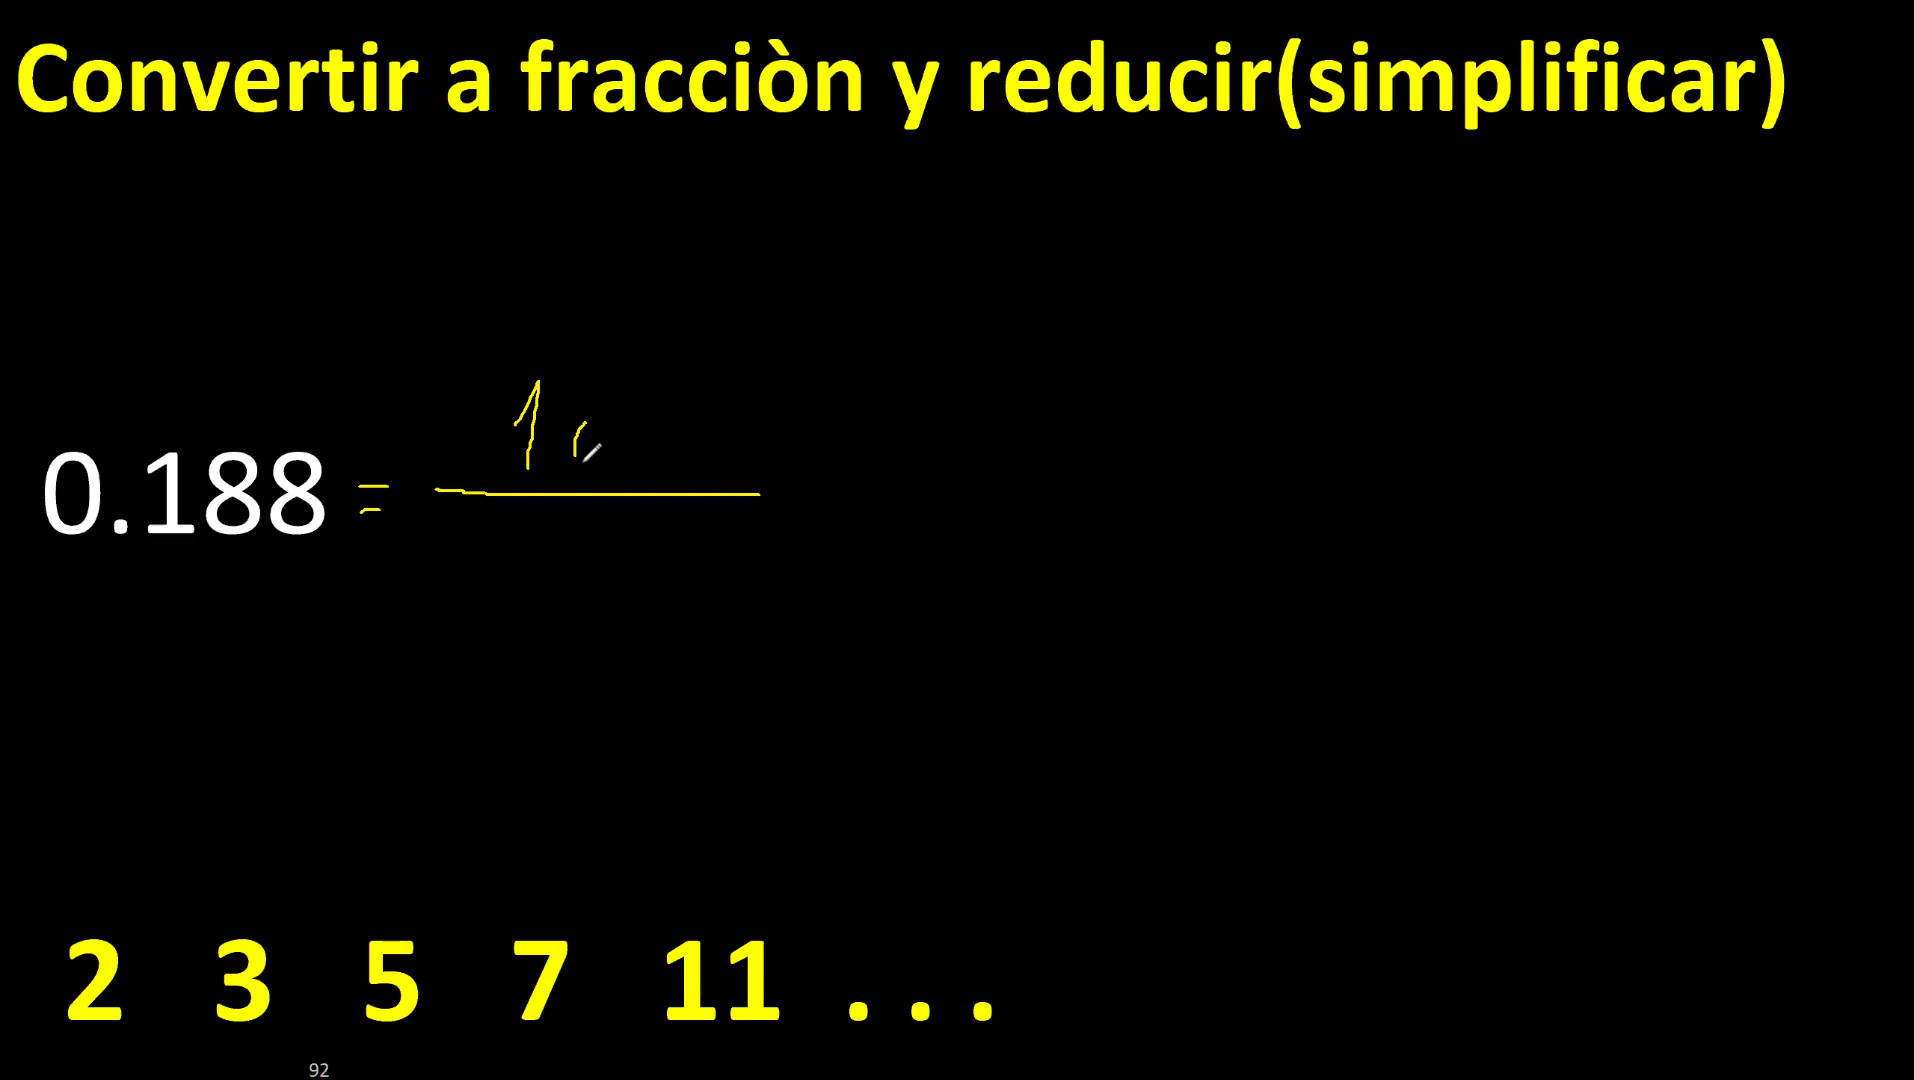 Convertir a fracciòn y reducir(simplificar)
0.188 = 1
2 3 5 7 11 . . .
92